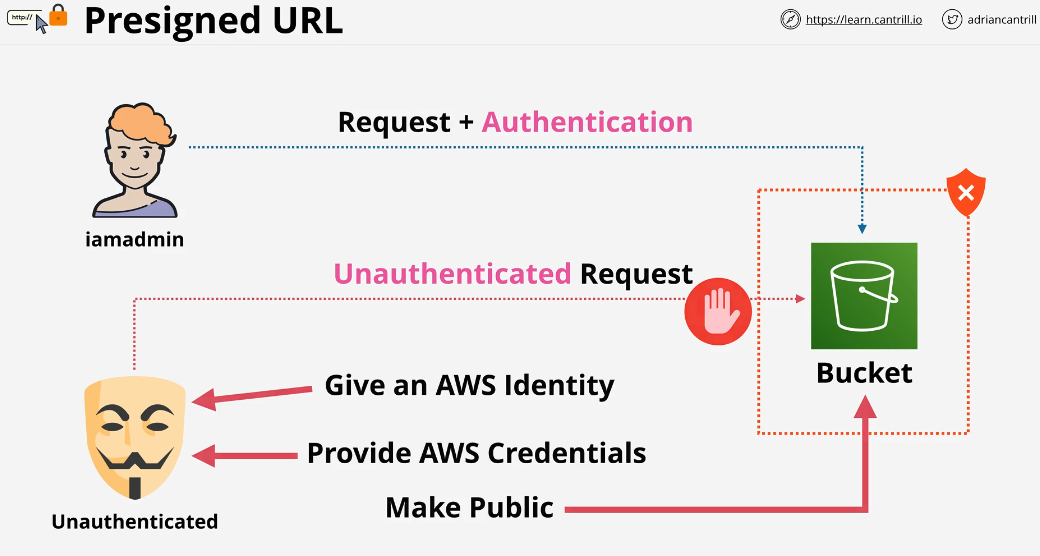 http://
Presigned URL
https://learn.cantrill.io
adriancantrill
Request + Authentication
iamadmin
Unauthenticated Request
Give an AWS Identity
Bucket
Provide AWS Credentials
Make Public
Unauthenticated